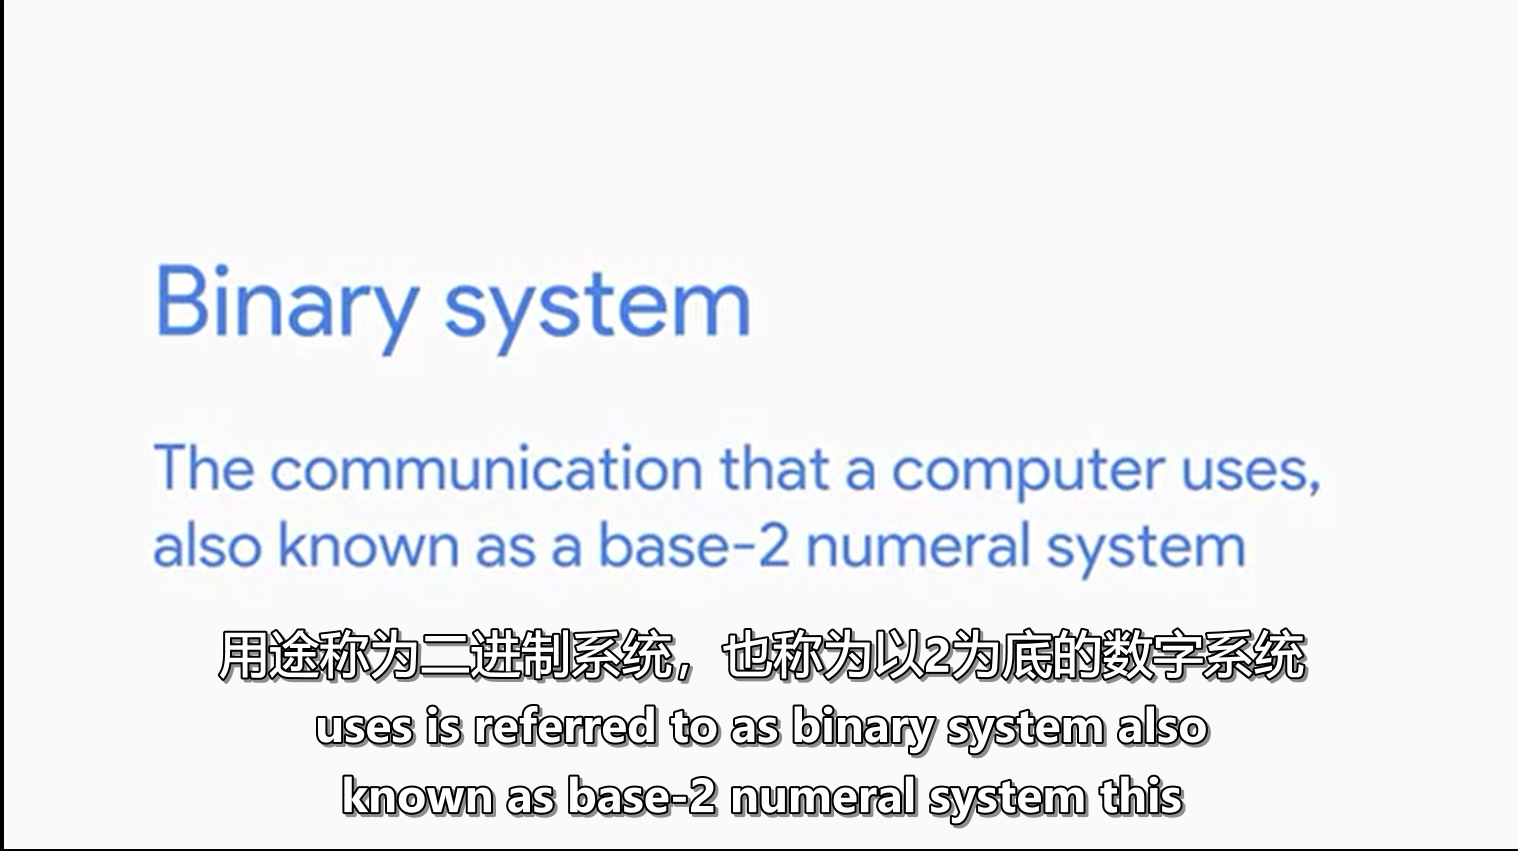 Binary system
The communication that a computer uses,
also known as a base-2 numeral system
用途称为二进制系统，也称为以2为底的数字系统
uses is referred to as binary system also
known as base-2 numeral system this